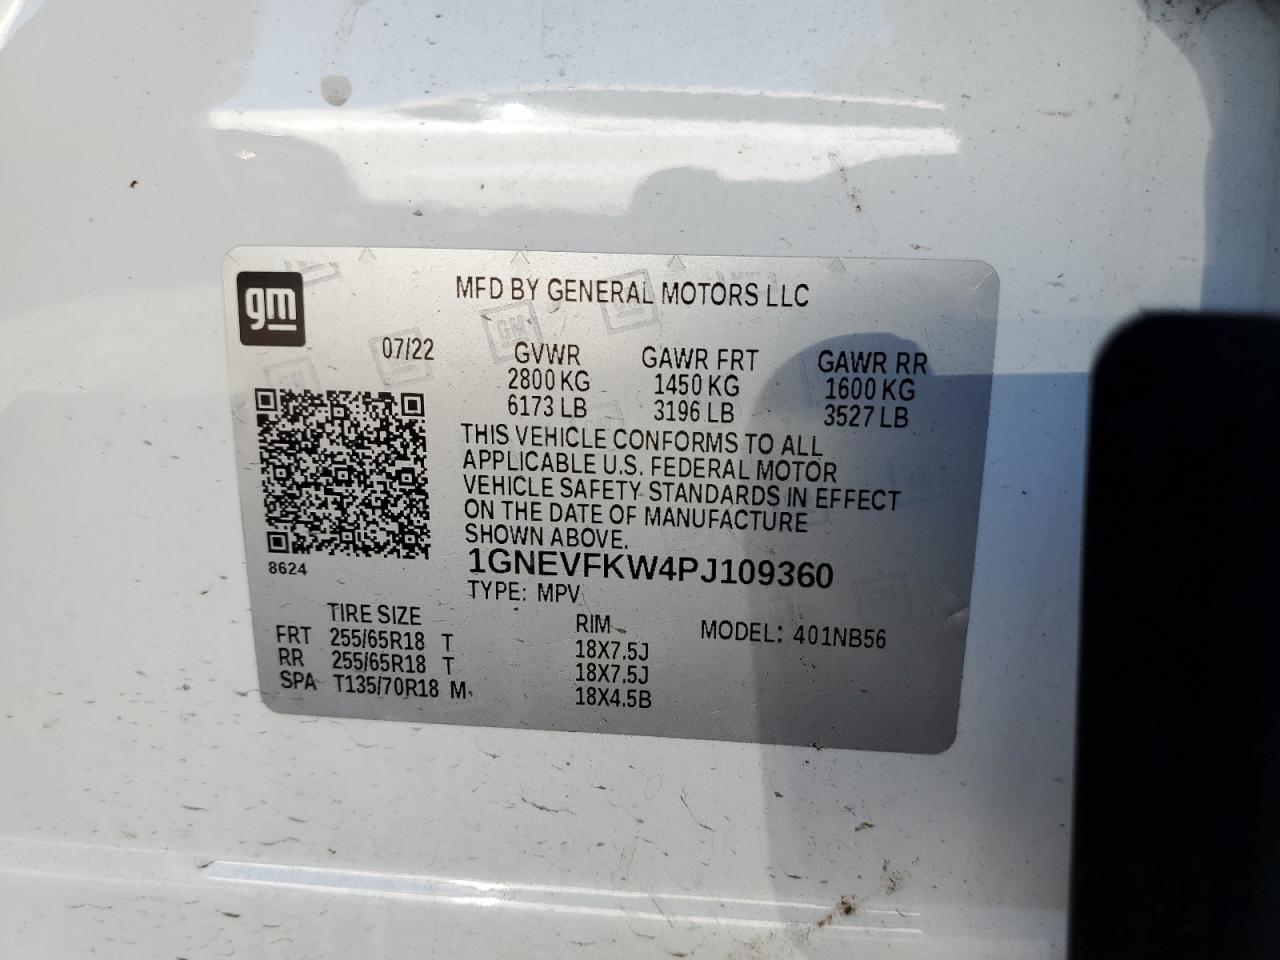 gm
MFD BY GENERAL MOTORS LLC
07/22
GVWR GAWR FRT GAWR RR
2800 KG 1450 KG 1600 KG
6173 LB 3196 LB 3527 LB
THIS VEHICLE CONFORMS TO ALL
APPLICABLE U.S. FEDERAL MOTOR
VEHICLE SAFETY STANDARDS IN EFFECT
ON THE DATE OF MANUFACTURE
SHOWN ABOVE.
8624
1GNEVFKW4PJ109360
TYPE: MPV
TIRE SIZE RIM MODEL: 401NB56
FRT 255/65R18 T 18X7.5J
RR 255/65R18 T 18X7.5J
SPA T135/70R18 M 18X4.5B